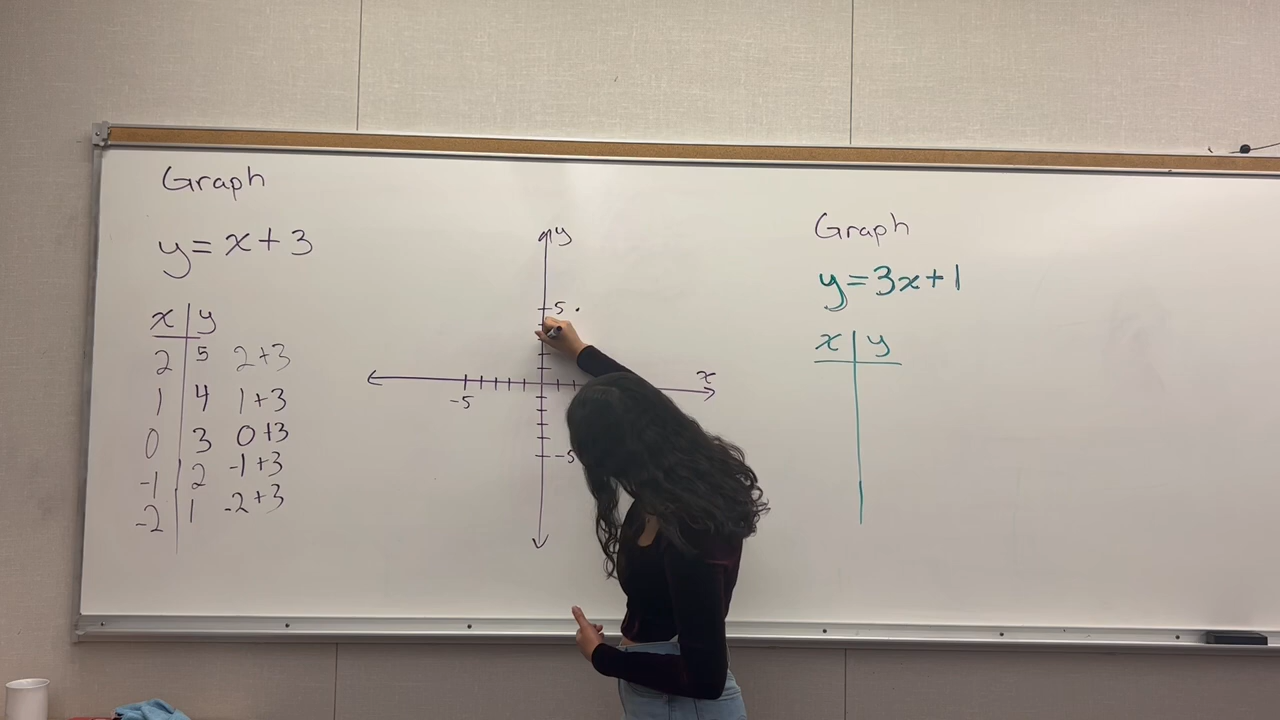 Graph
y = x + 3
x y
2 5 2+3
1 4 1+3
0 3 0+3
-1 2 -1+3
-2 1 -2+3
y
5
x
-5
-5
Graph
y=3x+1
x y